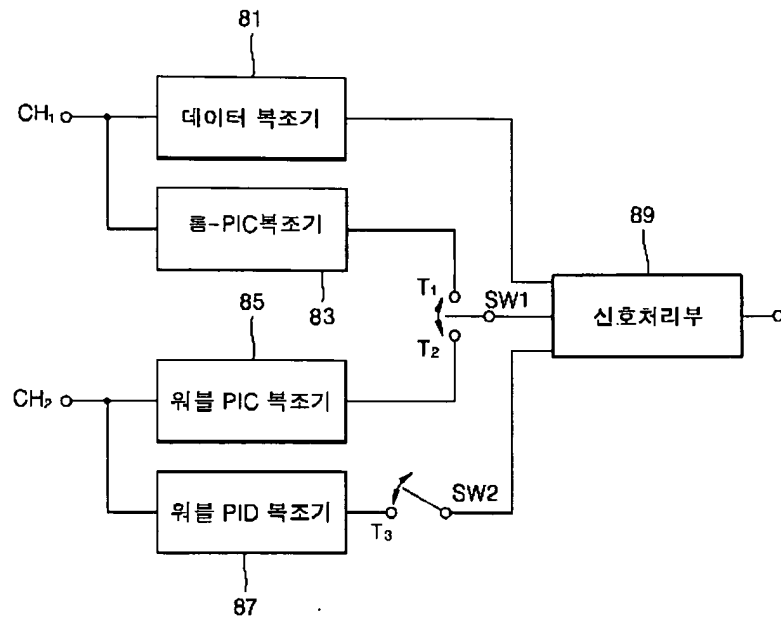 81
CH₁
데이터 복조기
롬-PIC복조기
83
89
T₁
SW1
T₂
신호처리부
85
CH₂
워블 PIC 복조기
워블 PID 복조기
SW2
T₃
87